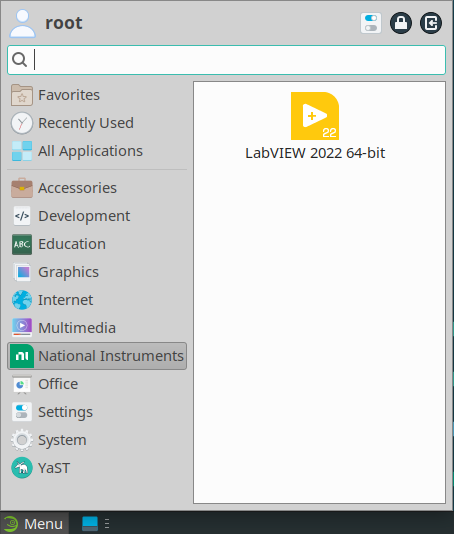 root
Favorites
Recently Used
All Applications
Accessories
</>
Development
ABC
Education
Graphics
Internet
Multimedia
National Instruments
Office
Settings
System
YaST
22
LabVIEW 2022 64-bit
Menu